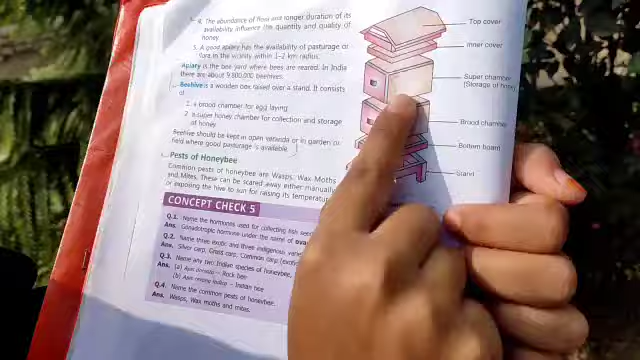 4. The abundance of flora and longer duration of its
availability influence the quantity and quality of
honey.
5. A good apiary has the availability of pasturage or
flora in the vicinity within 1–2 km radius.
Apiary is the bee yard where bees are reared. In India
there are about 9,800,000 beehives.
Beehive is a wooden box raised over a stand. It consists
of
1. a brood chamber for egg laying
2. a super honey chamber for collection and storage
of honey.
Beehive should be kept in open varanda or in garden or
field where good pasturage is available.
Pests of Honeybee
Common pests of honeybee are Wasps, Wax Moths
and Mites. These can be scared away either manually
or exposing the hive to sun for raising its temperatur
CONCEPT CHECK 5
Q.1. Name the hormones used for collecting fish
Ans. Gonadotropic hormone under the name of
Q.2. Name three exotic and three indigenous
Ans. Silver carp, Grass carp, Common carp
Q.3. Name any two Indian species of honeybee.
Ans. (a) Apis dorsata – Rock bee
(b) Apis cerana indica – Indian bee
Q.4. Name the common pests of honeybee.
Ans. Wasps, Wax moths and mites.
Top cover
Inner cover
Super chamber
(Storage of honey
Brood chamber
Bottom board
Stand